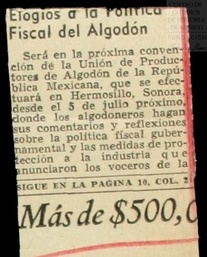 Elogios a la Política
Fiscal del Algodón
Será en la próxima conven-
ción de la Unión de Produc-
tores de Algodón de la Repú-
blica Mexicana, que se efec-
tuará en Hermosillo, Sonora,
desde el 5 de julio próximo,
donde los algodoneros hagan
sus comentarios y reflexiones
sobre la política fiscal guber-
namental y las medidas de pro-
tección a la industria que
anunciaron los voceros de la
SIGUE EN LA PAGINA 10, COL. 2
Más de $500,0